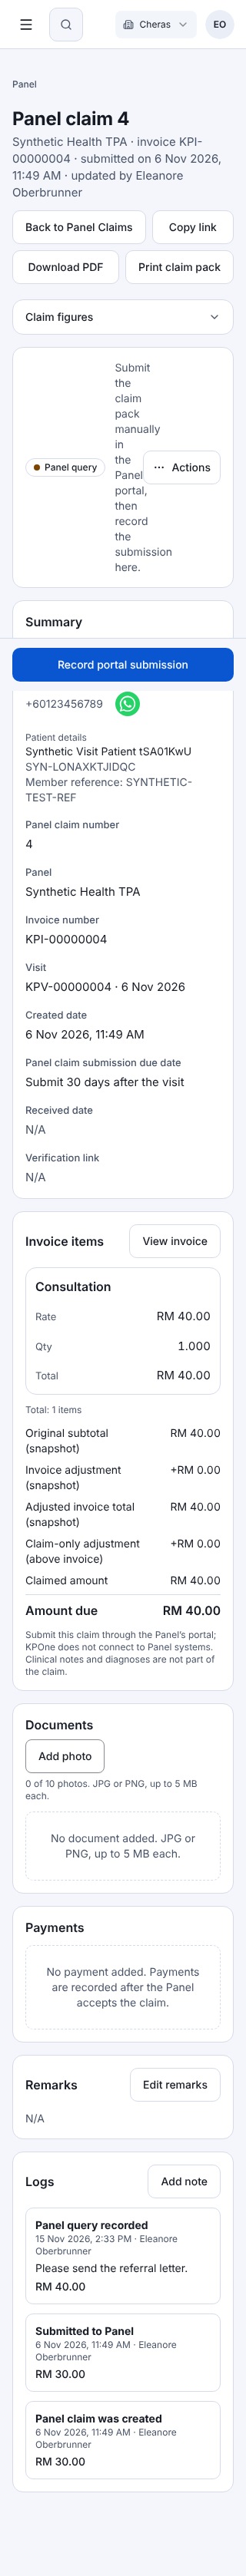 Cheras
EO
Panel
Panel claim 4
Synthetic Health TPA · invoice KPI-
00000004 · submitted on 6 Nov 2026,
11:49 AM · updated by Eleanore
Oberbrunner
Back to Panel Claims
Copy link
Download PDF
Print claim pack
Claim figures
Panel query
Submit
the
claim
pack
manually
in
the
Panel
portal,
then
record
the
submission
here.
··· Actions
Summary
Record portal submission
+60123456789
Patient details
Synthetic Visit Patient tSA01KwU
SYN-LONAXKTJIDQC
Member reference: SYNTHETIC-
TEST-REF
Panel claim number
4
Panel
Synthetic Health TPA
Invoice number
KPI-00000004
Visit
KPV-00000004 · 6 Nov 2026
Created date
6 Nov 2026, 11:49 AM
Panel claim submission due date
Submit 30 days after the visit
Received date
N/A
Verification link
N/A
Invoice items
View invoice
Consultation
Rate RM 40.00
Qty 1.000
Total RM 40.00
Total: 1 items
Original subtotal
(snapshot)
RM 40.00
Invoice adjustment
(snapshot)
+RM 0.00
Adjusted invoice total
(snapshot)
RM 40.00
Claim-only adjustment
(above invoice)
+RM 0.00
Claimed amount RM 40.00
Amount due RM 40.00
Submit this claim through the Panel's portal;
KPOne does not connect to Panel systems.
Clinical notes and diagnoses are not part of
the claim.
Documents
Add photo
0 of 10 photos. JPG or PNG, up to 5 MB
each.
No document added. JPG or
PNG, up to 5 MB each.
Payments
No payment added. Payments
are recorded after the Panel
accepts the claim.
Remarks
Edit remarks
N/A
Logs
Add note
Panel query recorded
15 Nov 2026, 2:33 PM · Eleanore
Oberbrunner
Please send the referral letter.
RM 40.00
Submitted to Panel
6 Nov 2026, 11:49 AM · Eleanore
Oberbrunner
RM 30.00
Panel claim was created
6 Nov 2026, 11:49 AM · Eleanore
Oberbrunner
RM 30.00